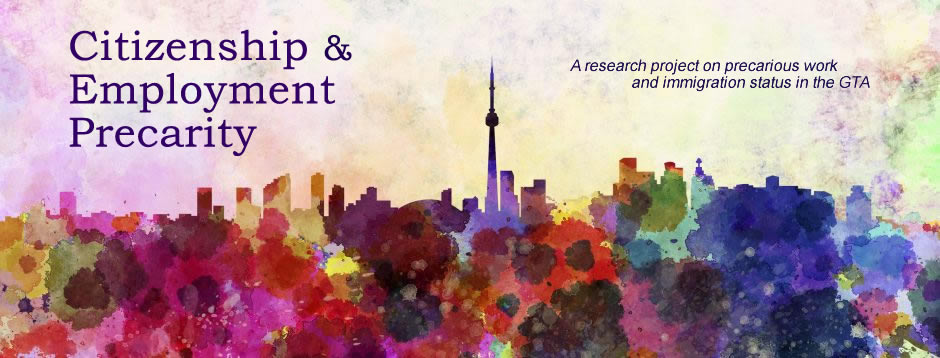 Citizenship &
Employment
Precarity
A research project on precarious work
and immigration status in the GTA